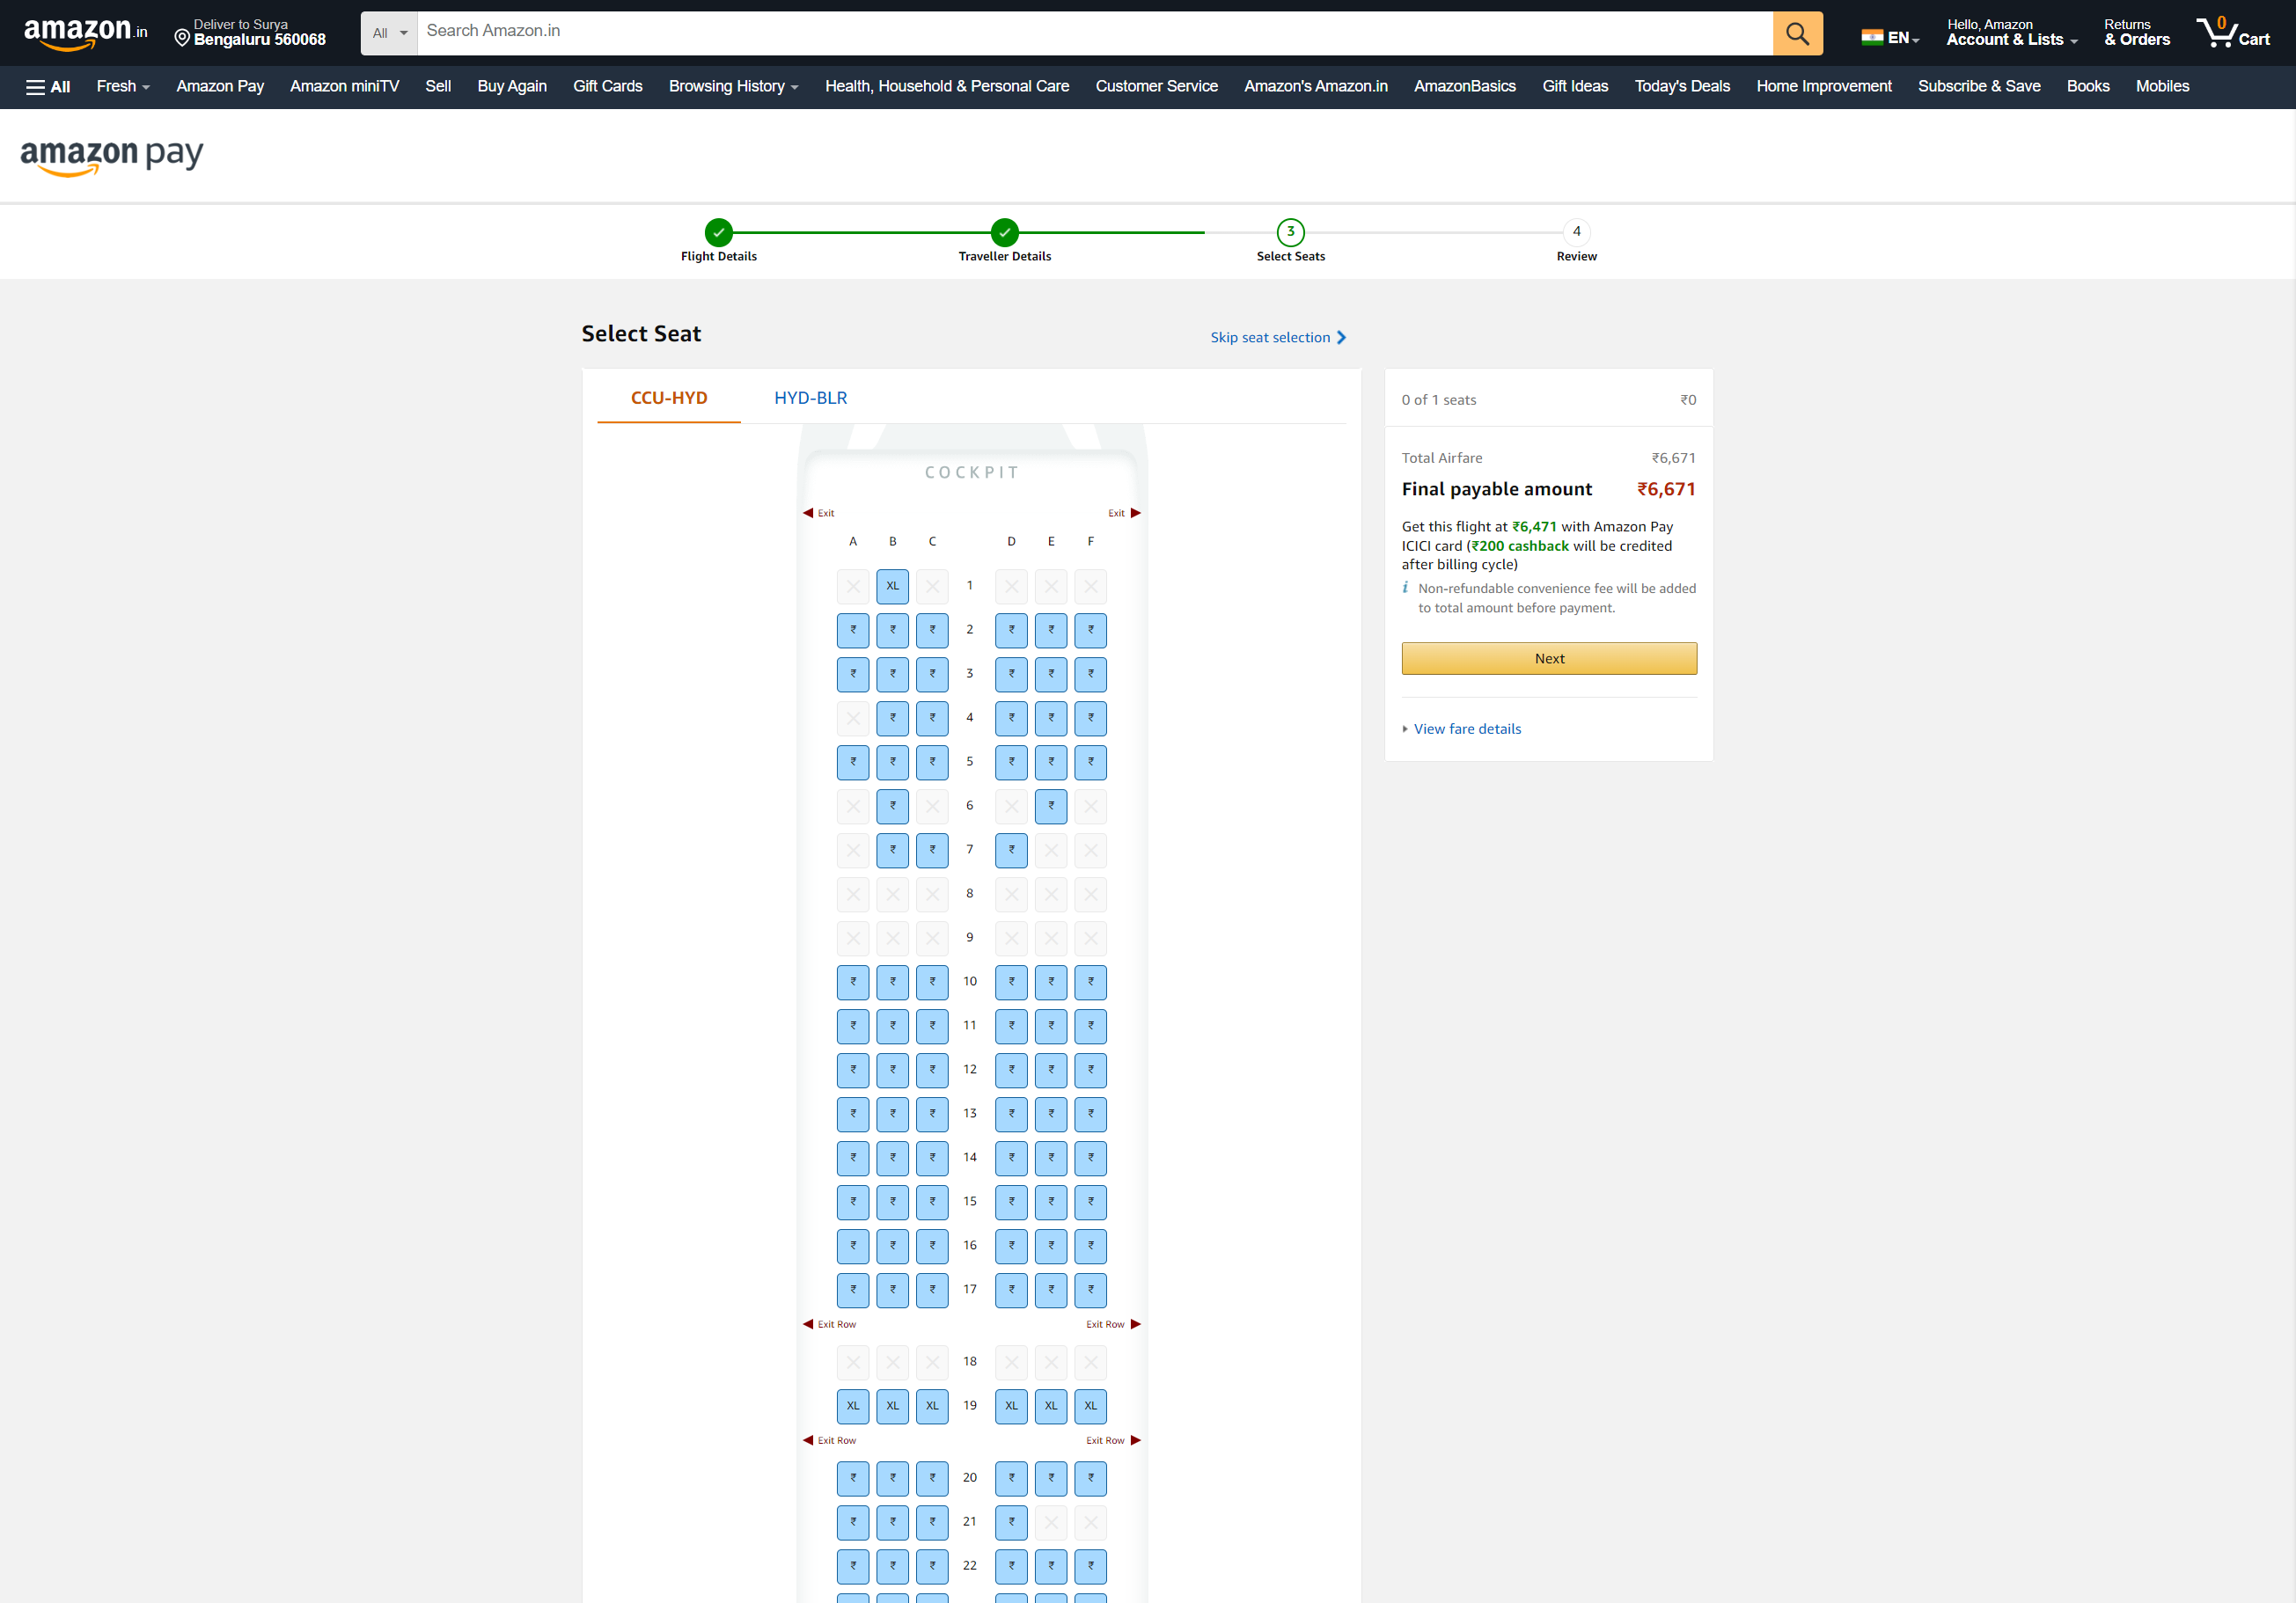 amazon.in
Deliver to Surya
Bengaluru 560068
All
Search Amazon.in
EN
Hello, Amazon
Account & Lists
Returns
& Orders
0
Cart
All Fresh Amazon Pay Amazon miniTV Sell Buy Again Gift Cards Browsing History Health, Household & Personal Care Customer Service Amazon's Amazon.in AmazonBasics Gift Ideas Today's Deals Home Improvement Subscribe & Save Books Mobiles
amazon pay
3 4
Flight Details Traveller Details Select Seats Review
Select Seat
Skip seat selection
CCU-HYD HYD-BLR
COCKPIT
Exit Exit
A B C D E F
XL 1
₹ ₹ ₹ 2 ₹ ₹ ₹
₹ ₹ ₹ 3 ₹ ₹ ₹
₹ ₹ 4 ₹ ₹ ₹
₹ ₹ ₹ 5 ₹ ₹ ₹
₹ 6 ₹
₹ ₹ 7 ₹
8
9
₹ ₹ ₹ 10 ₹ ₹ ₹
₹ ₹ ₹ 11 ₹ ₹ ₹
₹ ₹ ₹ 12 ₹ ₹ ₹
₹ ₹ ₹ 13 ₹ ₹ ₹
₹ ₹ ₹ 14 ₹ ₹ ₹
₹ ₹ ₹ 15 ₹ ₹ ₹
₹ ₹ ₹ 16 ₹ ₹ ₹
₹ ₹ ₹ 17 ₹ ₹ ₹
Exit Row Exit Row
18
XL XL XL 19 XL XL XL
Exit Row Exit Row
₹ ₹ ₹ 20 ₹ ₹ ₹
₹ ₹ ₹ 21 ₹
₹ ₹ ₹ 22 ₹ ₹ ₹
0 of 1 seats ₹0
Total Airfare ₹6,671
Final payable amount ₹6,671
Get this flight at ₹6,471 with Amazon Pay
ICICI card (₹200 cashback will be credited
after billing cycle)
i Non-refundable convenience fee will be added
to total amount before payment.
Next
View fare details